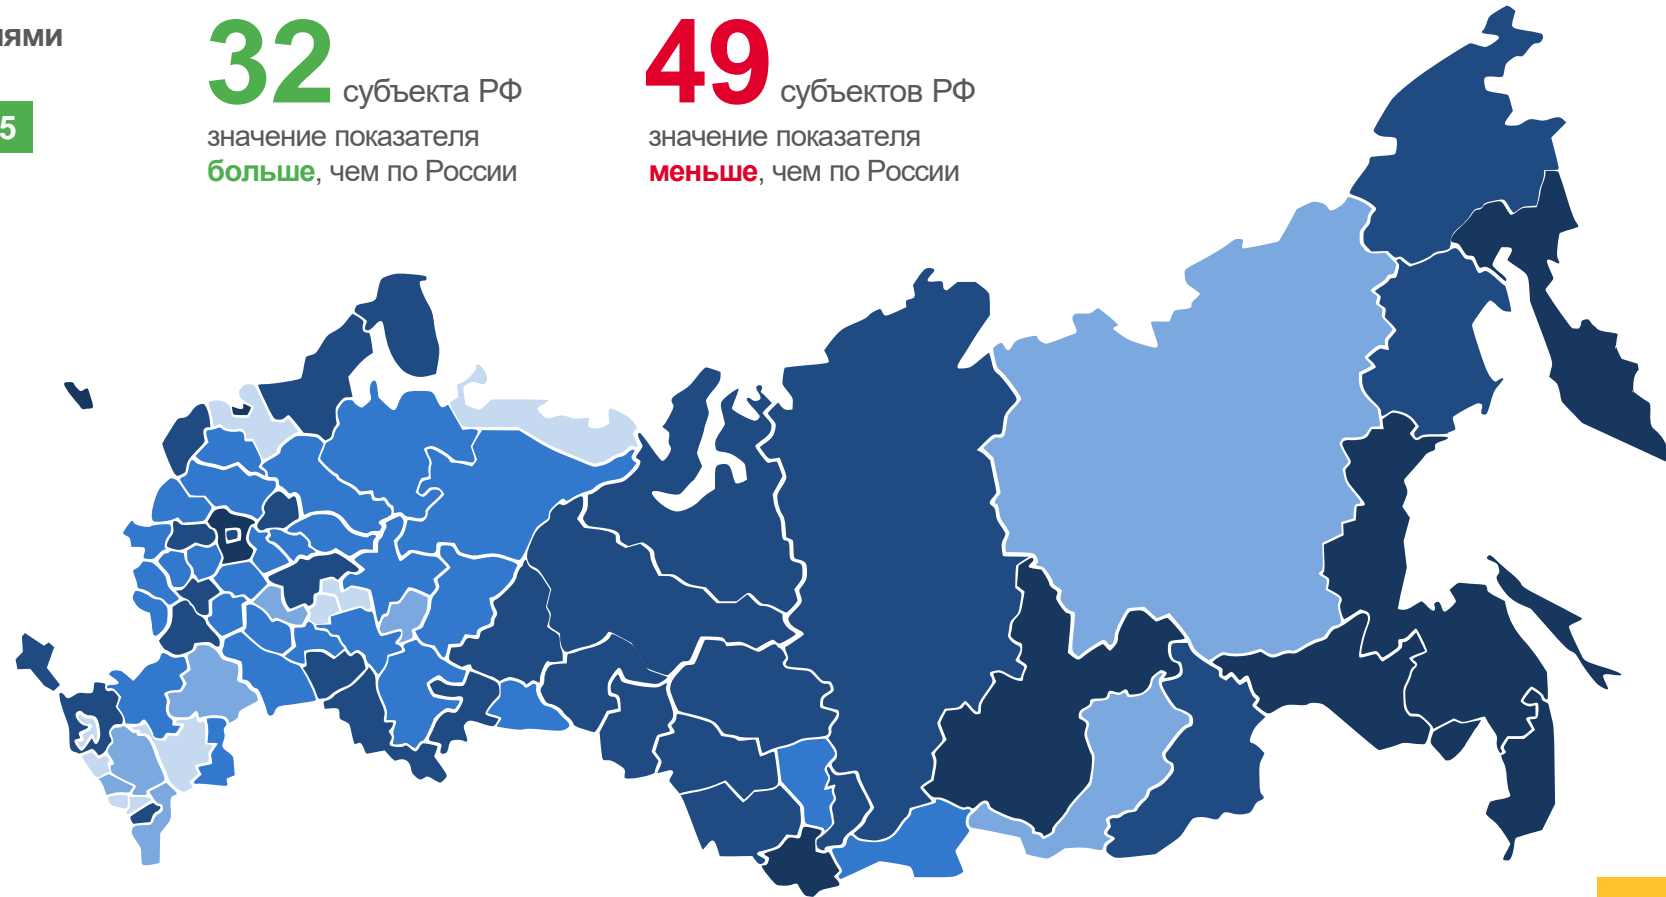 32 субъекта РФ
значение показателя
больше, чем по России
49 субъектов РФ
значение показателя
меньше, чем по России
5